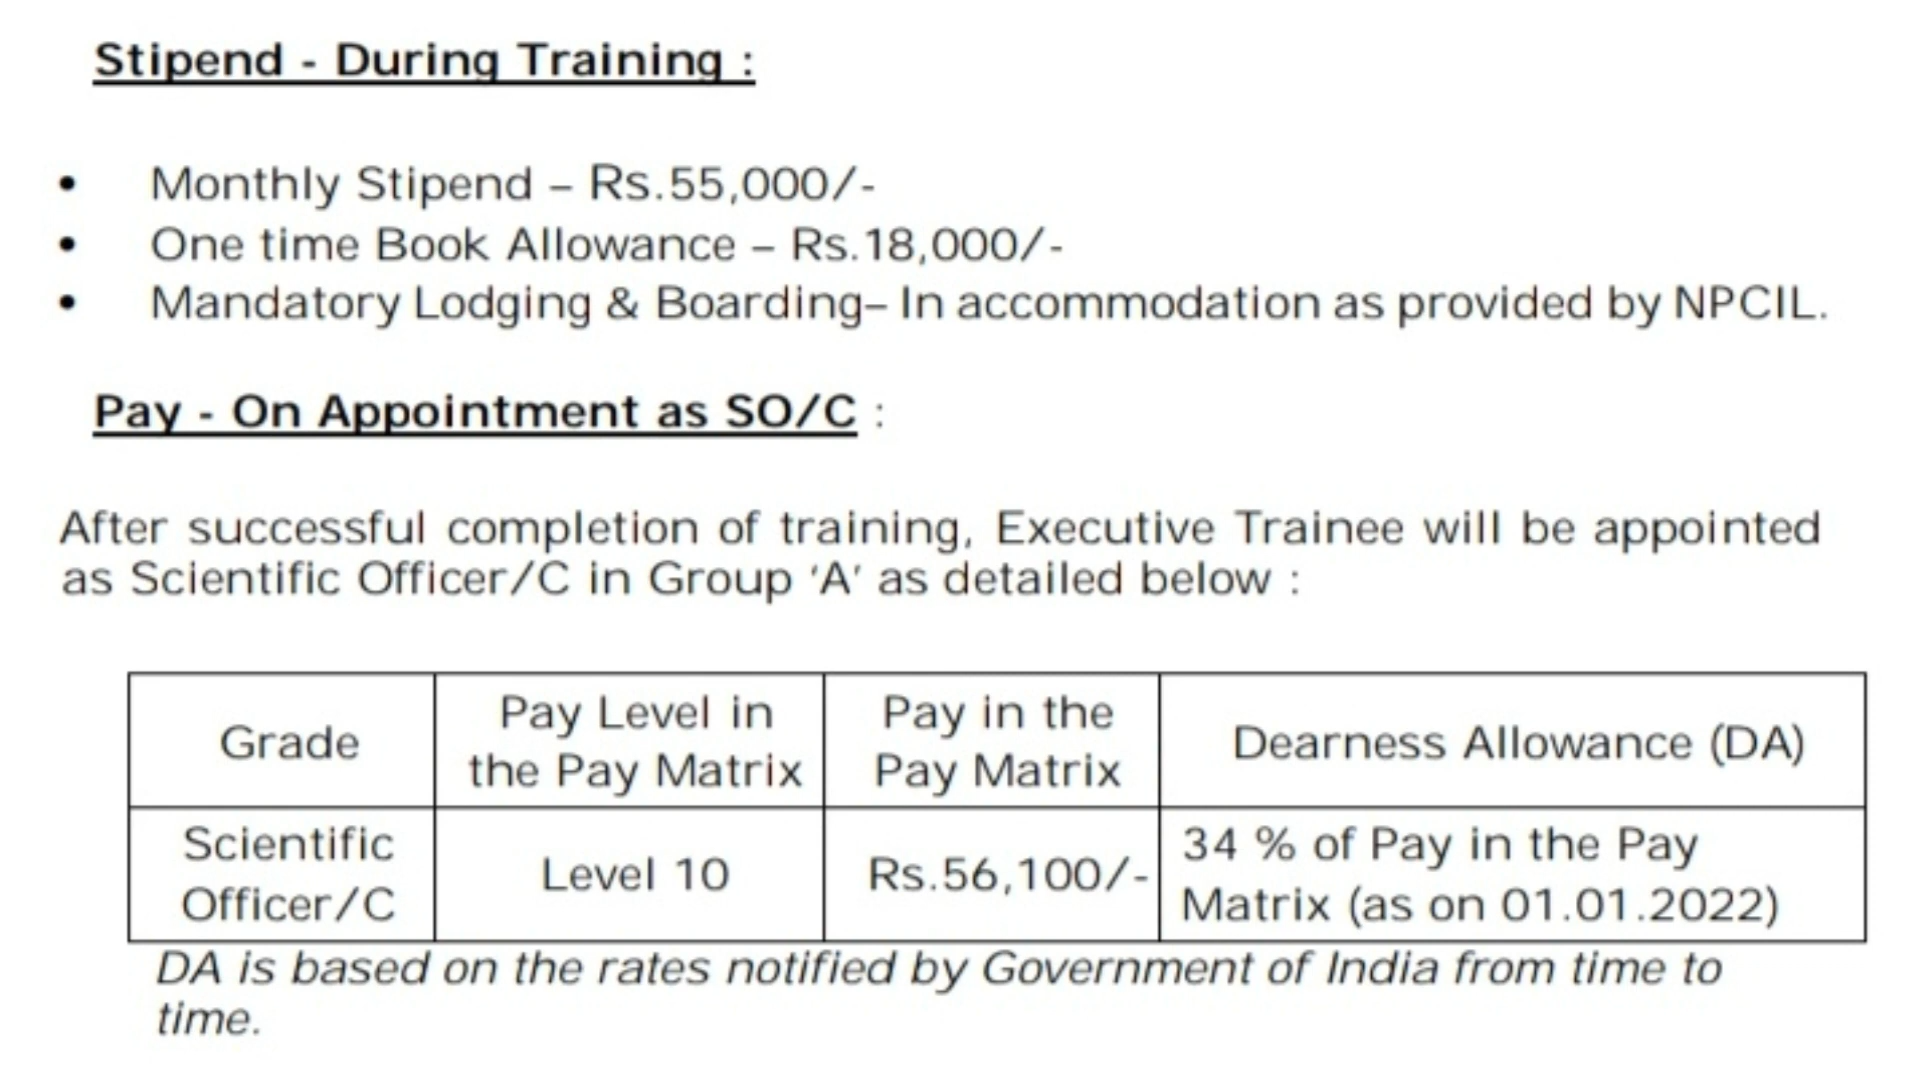 Stipend - During Training :
• Monthly Stipend – Rs.55,000/-
• One time Book Allowance – Rs.18,000/-
• Mandatory Lodging & Boarding– In accommodation as provided by NPCIL.
Pay - On Appointment as SO/C :
After successful completion of training, Executive Trainee will be appointed
as Scientific Officer/C in Group ‘A’ as detailed below :
Grade
Pay Level in
the Pay Matrix
Pay in the
Pay Matrix
Dearness Allowance (DA)
Scientific
Officer/C
Level 10
Rs.56,100/-
34 % of Pay in the Pay
Matrix (as on 01.01.2022)
DA is based on the rates notified by Government of India from time to
time.